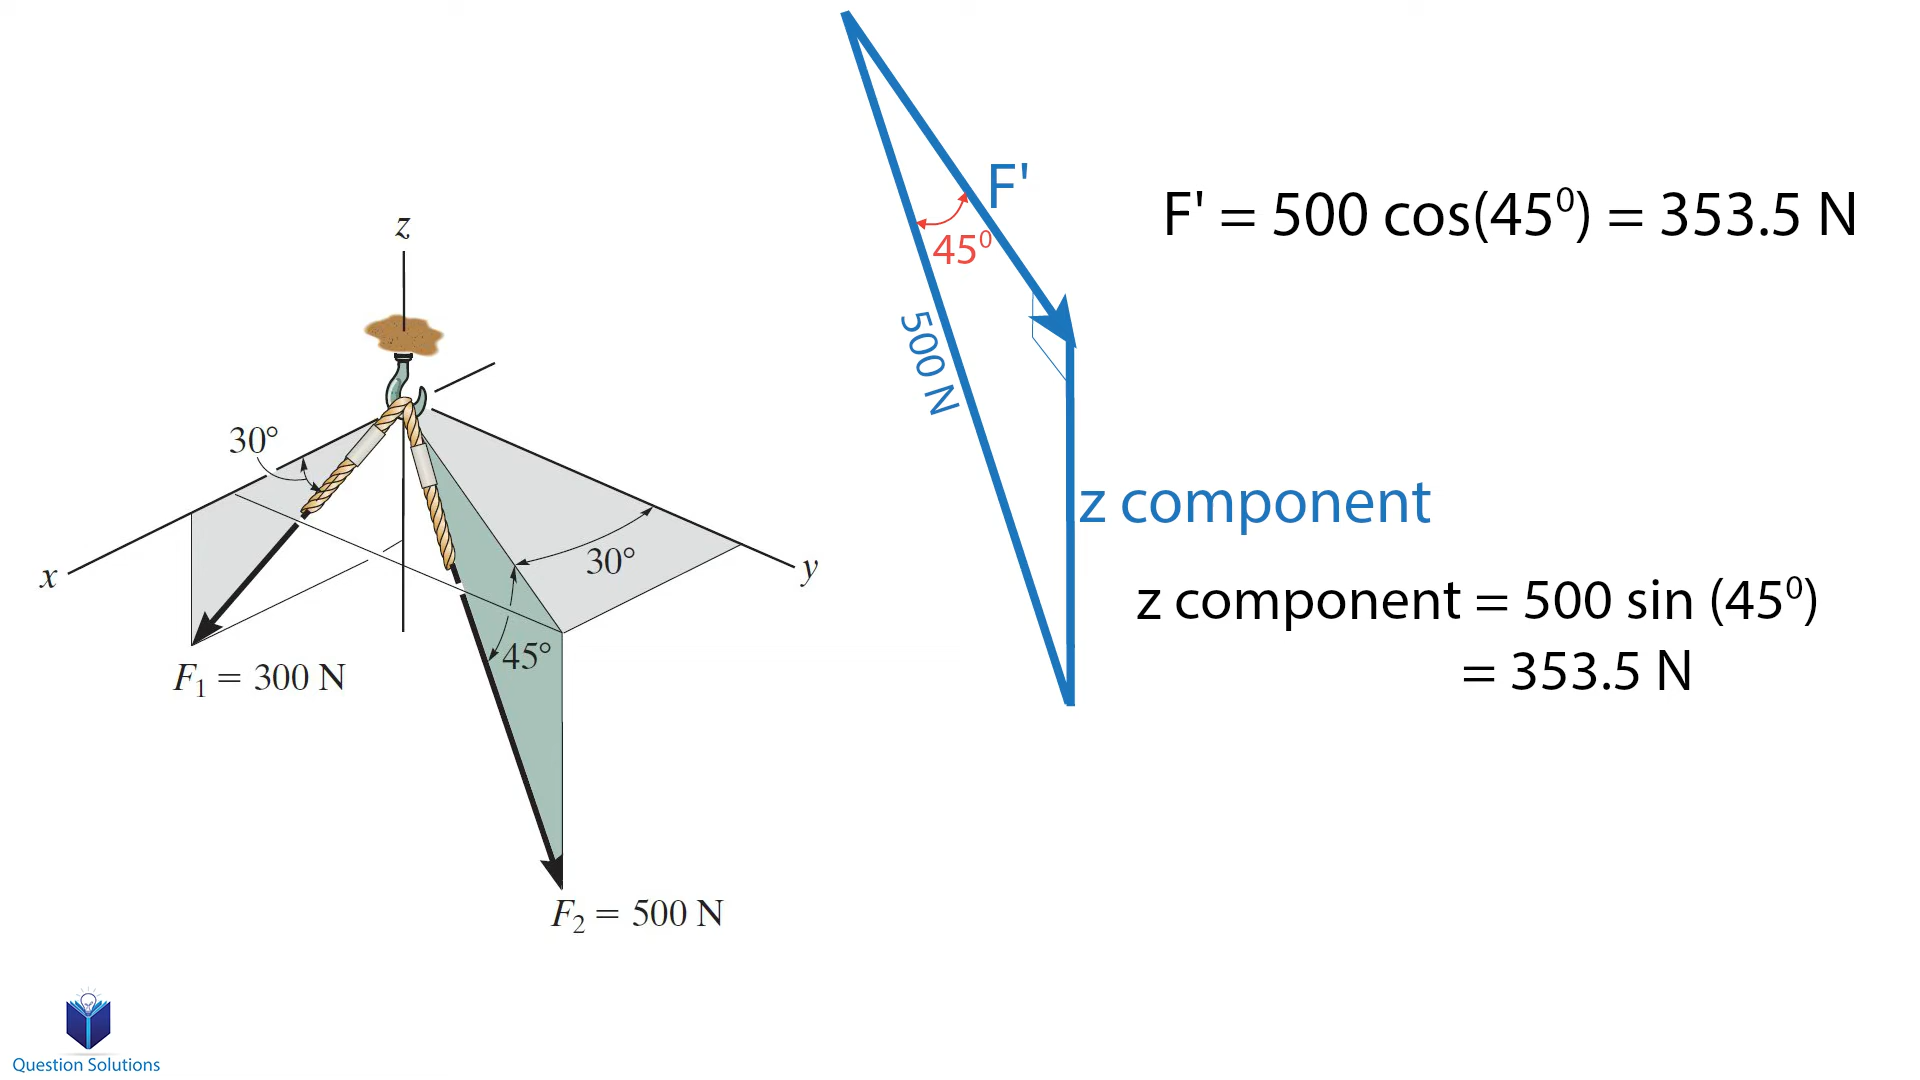 z
30°
x
30°
y
45°
F₁ = 300 N
F₂ = 500 N
F'
45⁰
500 N
z component
F' = 500 cos(45⁰) = 353.5 N
z component = 500 sin (45⁰)
= 353.5 N
Question Solutions